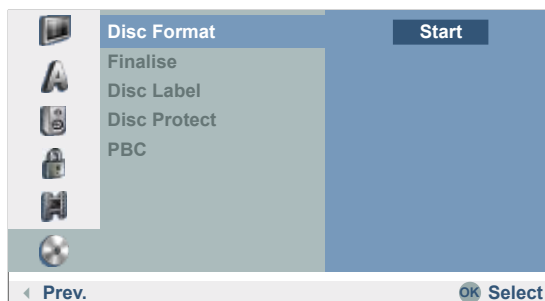 Disc Format
Start
Finalise
Disc Label
Disc Protect
PBC
Prev.
OK Select